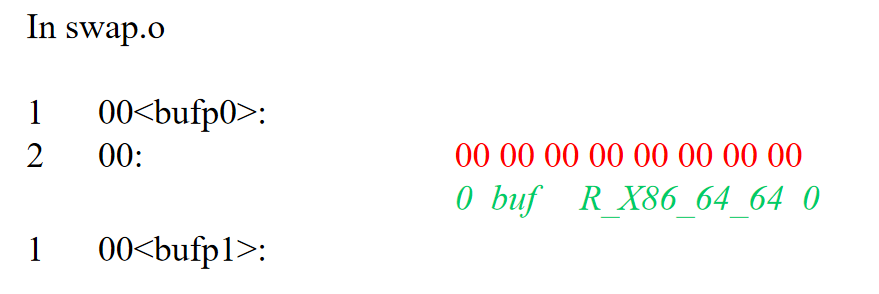 In swap.o
1 00<bufp0>:
2 00: 00 00 00 00 00 00 00 00
0 buf R_X86_64_64 0
1 00<bufp1>: